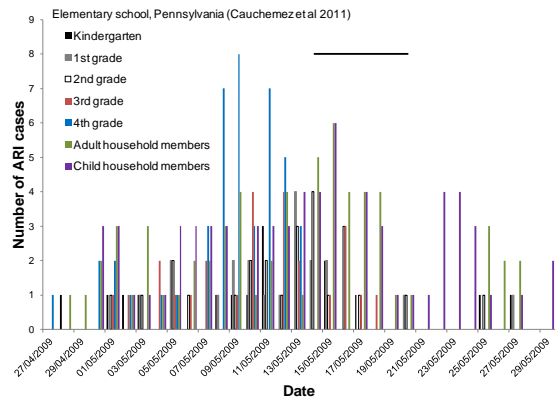 Elementary school, Pennsylvania (Cauchemez et al 2011)
9
8
7
6
5
4
3
2
1
0
Number of ARI cases
Kindergarten
1st grade
2nd grade
3rd grade
4th grade
Adult household members
Child household members
27/04/2009
29/04/2009
01/05/2009
03/05/2009
05/05/2009
07/05/2009
09/05/2009
11/05/2009
13/05/2009
15/05/2009
17/05/2009
19/05/2009
21/05/2009
23/05/2009
25/05/2009
27/05/2009
29/05/2009
Date